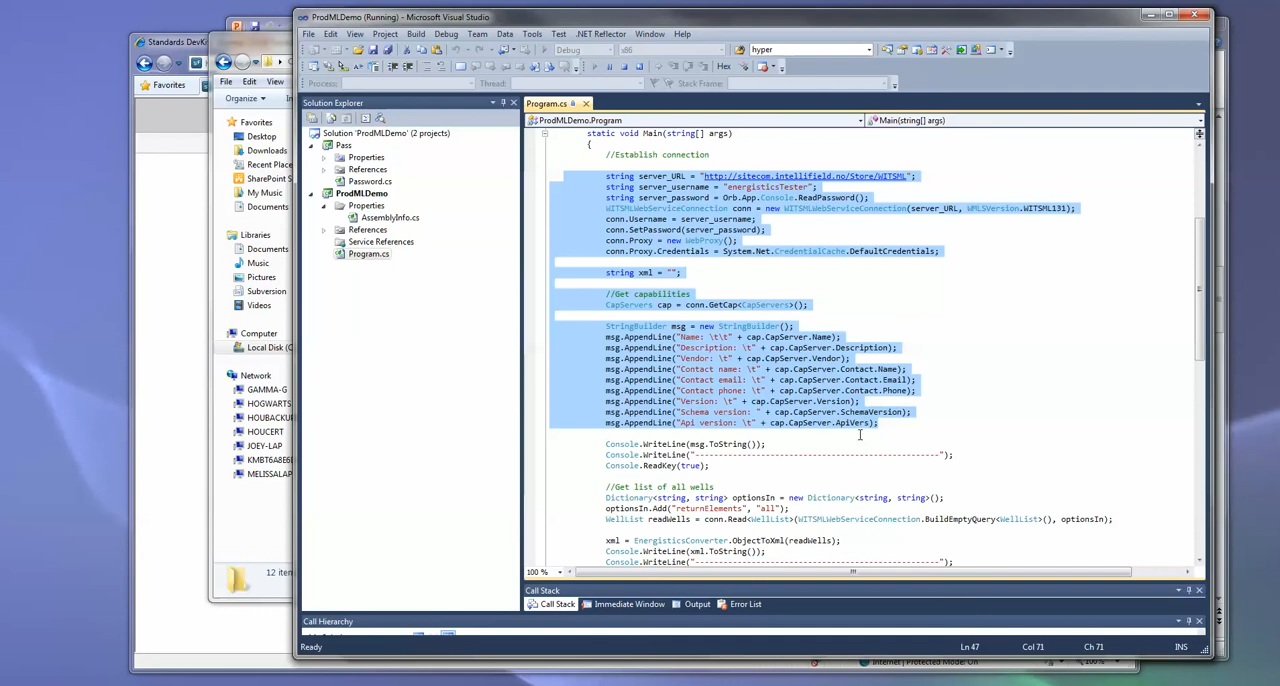 ProdMLDemo (Running) - Microsoft Visual Studio
File Edit View Project Build Debug Team Data Tools Test .NET Reflector Window Help
Debug x86 hyper
Hex
Process: Thread: Stack Frame:
Standards DevKi
Favorites
File Edit View
Organize
Favorites
Desktop
Downloads
Recent Place
SharePoint S
My Music
Documents
Libraries
Documents
Music
Pictures
Subversion
Videos
Computer
Local Disk (C
Network
GAMMA-G
HOGWARTS
HOUBACKUP
HOUCERT
JOEY-LAP
KMBT6A8E6D
MELISSALAP
12 iten
Solution Explorer
Solution 'ProdMLDemo' (2 projects)
Pass
Properties
References
Password.cs
ProdMLDemo
Properties
AssemblyInfo.cs
References
Service References
Program.cs
Program.cs
ProdMLDemo.Program Main(string[] args)
static void Main(string[] args)
{
//Establish connection
string server_URL = "http://sitecom.intellifield.no/Store/WITSML";
string server_username = "energisticsTester";
string server_password = Orb.App.Console.ReadPassword();
WITSMLWebServiceConnection conn = new WITSMLWebServiceConnection(server_URL, WMLSVersion.WITSML131);
conn.Username = server_username;
conn.SetPassword(server_password);
conn.Proxy = new WebProxy();
conn.Proxy.Credentials = System.Net.CredentialCache.DefaultCredentials;
string xml = "";
//Get capabilities
CapServers cap = conn.GetCap<CapServers>();
StringBuilder msg = new StringBuilder();
msg.AppendLine("Name: \t\t" + cap.CapServer.Name);
msg.AppendLine("Description: \t" + cap.CapServer.Description);
msg.AppendLine("Vendor: \t" + cap.CapServer.Vendor);
msg.AppendLine("Contact name: \t" + cap.CapServer.Contact.Name);
msg.AppendLine("Contact email: \t" + cap.CapServer.Contact.Email);
msg.AppendLine("Contact phone: \t" + cap.CapServer.Contact.Phone);
msg.AppendLine("Version: \t" + cap.CapServer.Version);
msg.AppendLine("Schema version: " + cap.CapServer.SchemaVersion);
msg.AppendLine("Api version: \t" + cap.CapServer.ApiVers);
Console.WriteLine(msg.ToString());
Console.WriteLine("------------------------------------------------");
Console.ReadKey(true);
//Get list of all wells
Dictionary<string, string> optionsIn = new Dictionary<string, string>();
optionsIn.Add("returnElements", "all");
WellList readWells = conn.Read<WellList>(WITSMLWebServiceConnection.BuildEmptyQuery<WellList>(), optionsIn);
xml = EnergisticsConverter.ObjectToXml(readWells);
Console.WriteLine(xml.ToString());
Console.WriteLine("------------------------------------------------");
100 %
Call Stack
Call Stack Immediate Window Output Error List
Call Hierarchy
Ready Ln 47 Col 71 Ch 71 INS
Internet | Protected Mode: On 100%